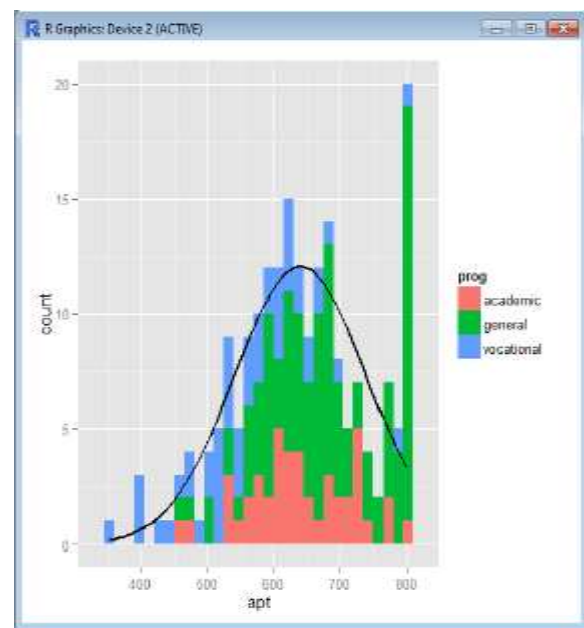 R Graphics: Device 2 (ACTIVE)
20
15
10
5
0
count
400
500
600
700
800
apt
prog
academic
general
vocational